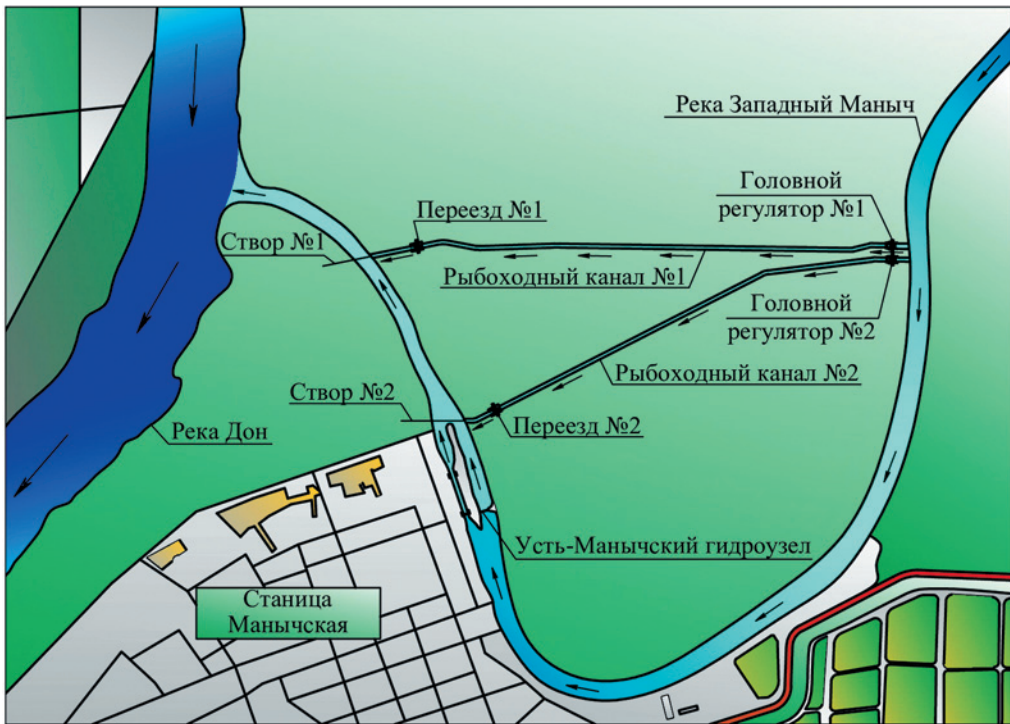 Река Западный Маныч
Головной
регулятор №1
Переезд №1
Створ №1
Рыбоходный канал №1
Головной
регулятор №2
Рыбоходный канал №2
Створ №2
Переезд №2
Река Дон
Усть-Манычский гидроузел
Станица
Манычская